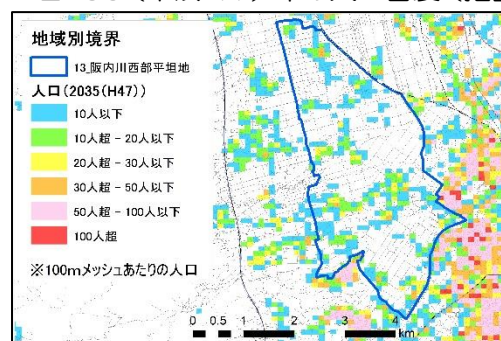 地域別境界
13_阪内川西部平坦地
人口(2035(H47))
10人以下
10人超 - 20人以下
20人超 - 30人以下
30人超 - 50人以下
50人超 - 100人以下
100人超
※100mメッシュあたりの人口
0 0.5 1 2 3 4
km